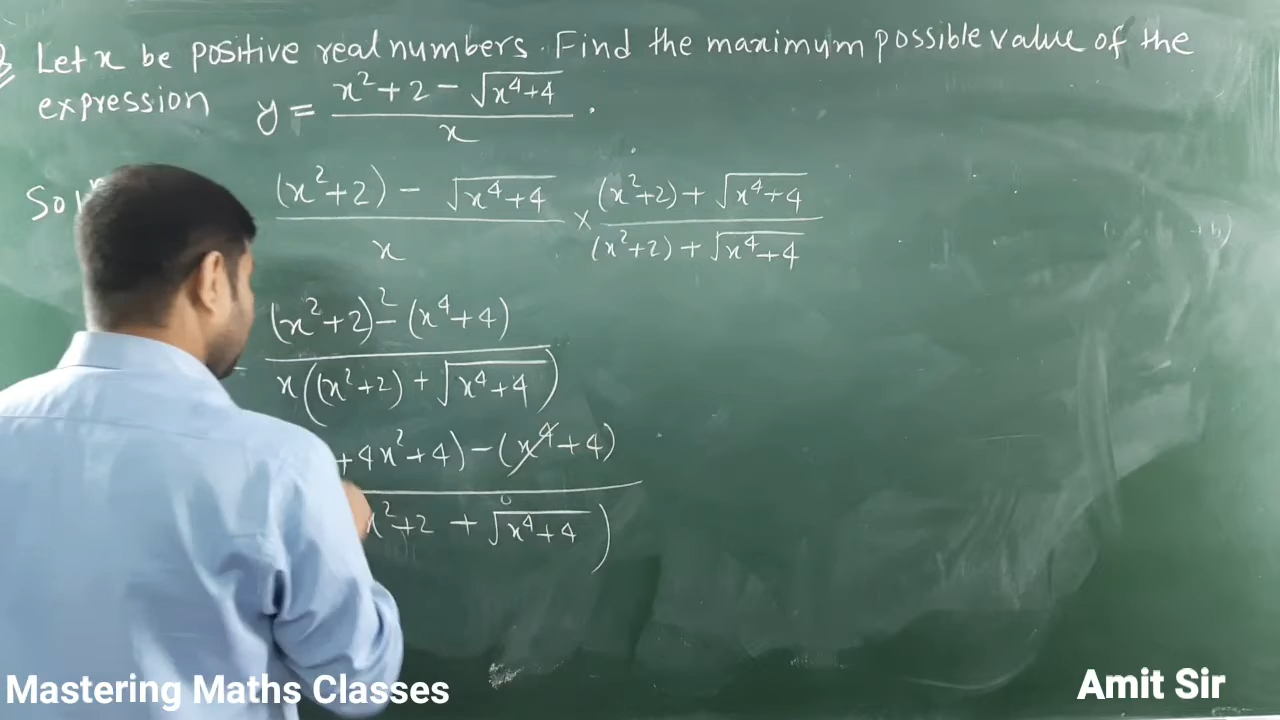 Let x be positive real numbers. Find the maximum possible value of the
expression y = x²+2 − √x⁴+4 / x .
Sol
(x²+2) − √x⁴+4 / x × (x²+2) + √x⁴+4 / (x²+2) + √x⁴+4
(x²+2)² − (x⁴+4) / x((x²+2) + √x⁴+4)
+4x²+4) − (x⁴+4) / x²+2 + √x⁴+4)
Mastering Maths Classes
Amit Sir